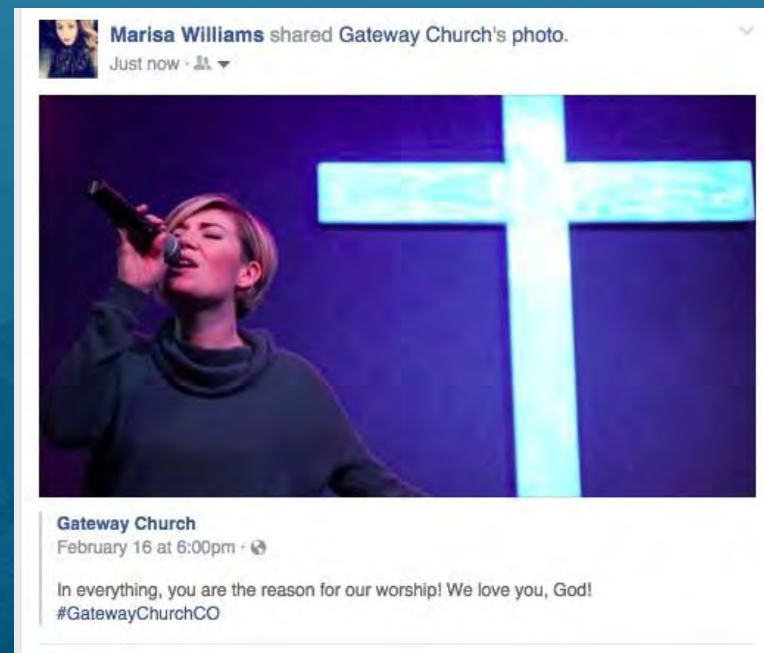 Marisa Williams shared Gateway Church's photo.
Just now ·
Gateway Church
February 16 at 6:00pm ·
In everything, you are the reason for our worship! We love you, God!
#GatewayChurchCO